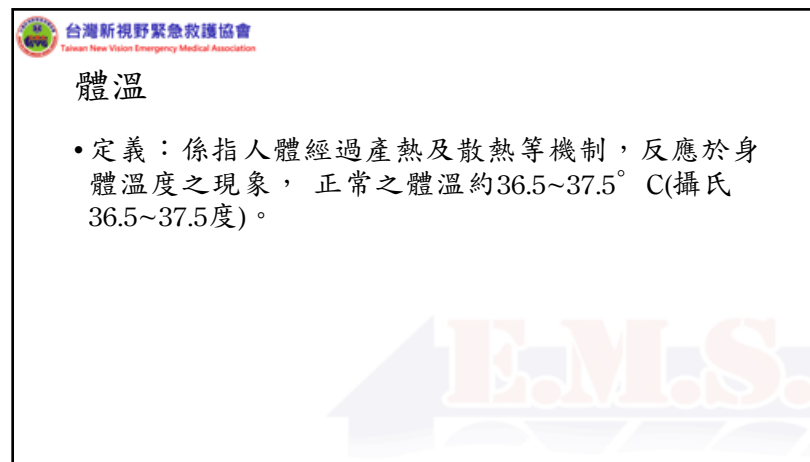 台灣新視野緊急救護協會
Taiwan New Vision Emergency Medical Association
體溫
•定義：係指人體經過產熱及散熱等機制，反應於身
體溫度之現象， 正常之體溫約36.5~37.5°C(攝氏
36.5~37.5度)。
E.M.S.